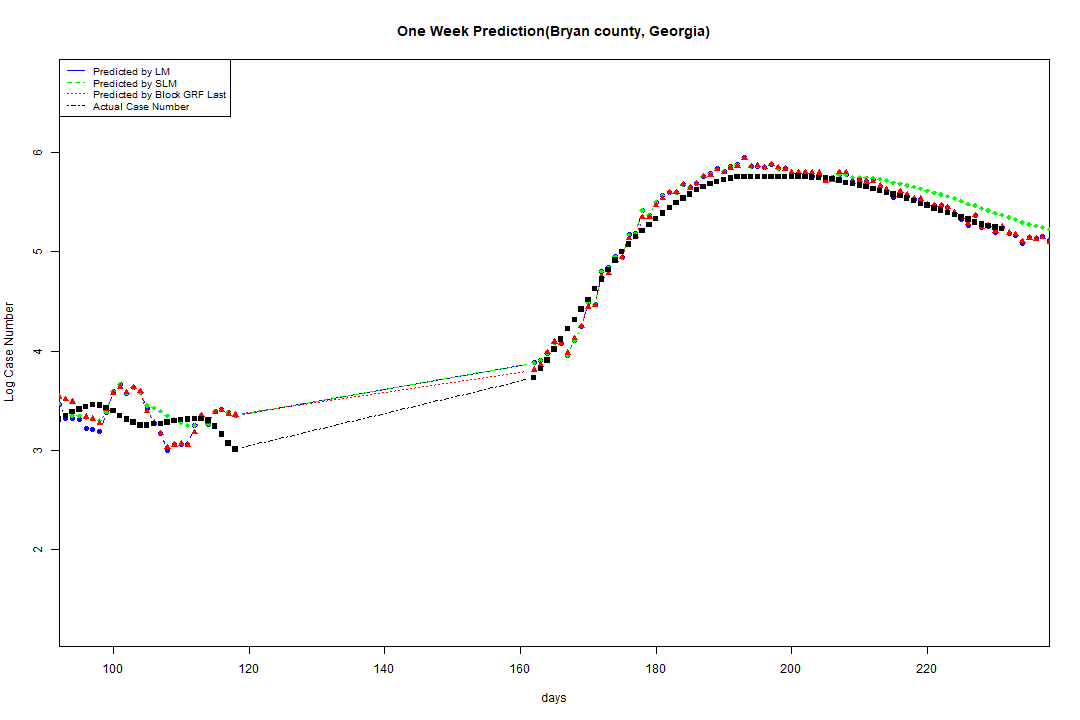 One Week Prediction(Bryan county, Georgia)
Predicted by LM
Predicted by SLM
Predicted by Block GRF Last
Actual Case Number
6
5
4
3
2
Log Case Number
100 120 140 160 180 200 220
days